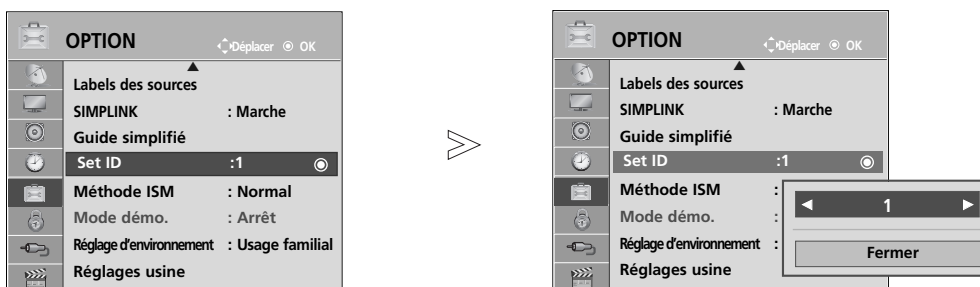 OPTION
Déplacer OK
Labels des sources
SIMPLINK : Marche
Guide simplifié
Set ID :1
Méthode ISM : Normal
Mode démo. : Arrêt
Réglage d'environnement : Usage familial
Réglages usine
OPTION
Déplacer OK
Labels des sources
SIMPLINK : Marche
Guide simplifié
Set ID :1
Méthode ISM :
Mode démo. :
Réglage d'environnement :
Réglages usine
1
Fermer